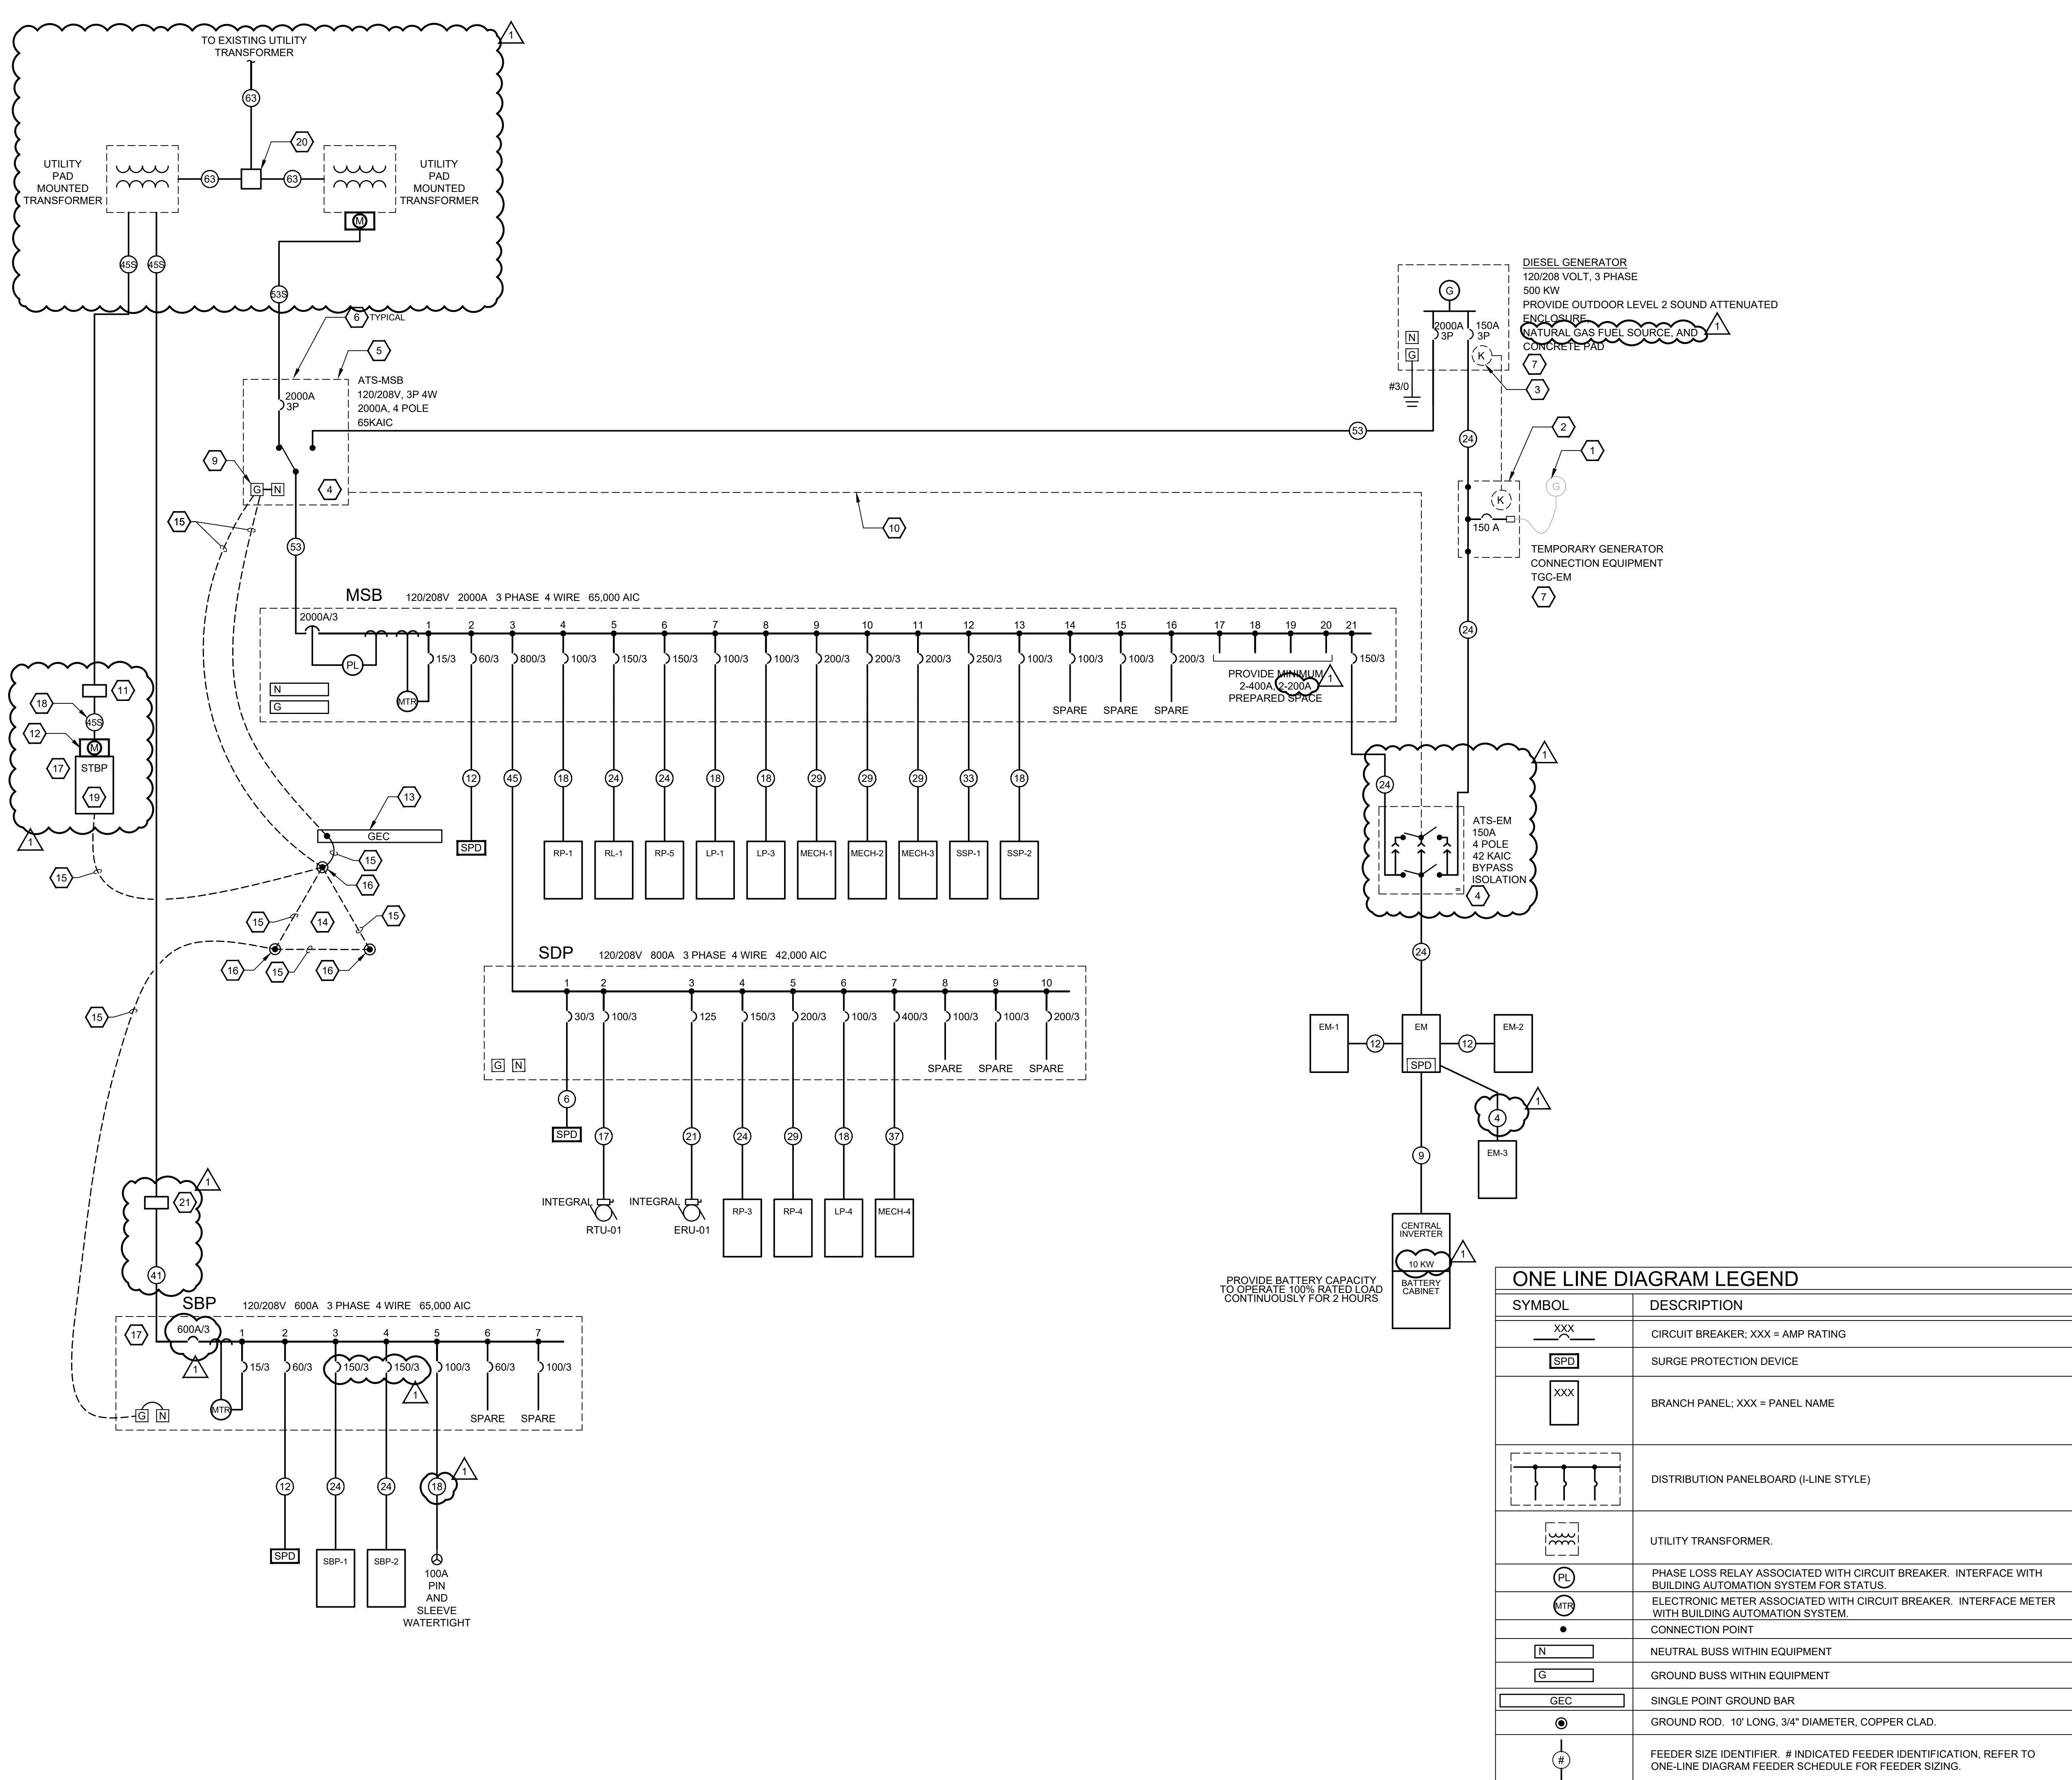 TO EXISTING UTILITY
TRANSFORMER
1
63
20
UTILITY
PAD
MOUNTED
TRANSFORMER
63
63
UTILITY
PAD
MOUNTED
TRANSFORMER
M
45S
45S
53S
6
TYPICAL
5
ATS-MSB
120/208V, 3P 4W
2000A, 4 POLE
65KAIC
2000A
3P
9
G
N
4
15
53
10
G
2000A
3P
150A
3P
N
G
K
#3/0
DIESEL GENERATOR
120/208 VOLT, 3 PHASE
500 KW
PROVIDE OUTDOOR LEVEL 2 SOUND ATTENUATED
ENCLOSURE
NATURAL GAS FUEL SOURCE, AND
CONCRETE PAD
1
7
3
53
24
2
1
G
K
150 A
TEMPORARY GENERATOR
CONNECTION EQUIPMENT
TGC-EM
7
24
MSB
120/208V 2000A 3 PHASE 4 WIRE 65,000 AIC
2000A/3
1
2
3
4
5
6
7
8
9
10
11
12
13
14
15
16
17
18
19
20
21
PL
15/3
60/3
800/3
100/3
150/3
150/3
100/3
100/3
200/3
200/3
200/3
250/3
100/3
100/3
100/3
200/3
150/3
N
G
MTR
SPARE
SPARE
SPARE
PROVIDE MINIMUM
2-400A, 2-200A
PREPARED SPACE
1
12
45
18
24
24
18
18
29
29
29
33
18
SPD
RP-1
RL-1
RP-5
LP-1
LP-3
MECH-1
MECH-2
MECH-3
SSP-1
SSP-2
11
18
45S
12
M
17
STBP
19
1
15
13
GEC
15
16
15
14
15
16
15
16
15
1
24
ATS-EM
150A
4 POLE
42 KAIC
BYPASS
ISOLATION
=
4
24
EM-1
12
EM
SPD
12
EM-2
4
1
EM-3
9
CENTRAL
INVERTER
10 KW
1
BATTERY
CABINET
PROVIDE BATTERY CAPACITY
TO OPERATE 100% RATED LOAD
CONTINUOUSLY FOR 2 HOURS
SDP
120/208V 800A 3 PHASE 4 WIRE 42,000 AIC
1
2
3
4
5
6
7
8
9
10
30/3
100/3
125
150/3
200/3
100/3
400/3
100/3
100/3
200/3
G
N
SPARE
SPARE
SPARE
6
SPD
17
21
24
29
18
37
INTEGRAL
RTU-01
INTEGRAL
ERU-01
RP-3
RP-4
LP-4
MECH-4
1
21
41
SBP
120/208V 600A 3 PHASE 4 WIRE 65,000 AIC
17
600A/3
1
1
2
3
4
5
6
7
15/3
60/3
150/3
150/3
100/3
60/3
100/3
1
MTR
G
N
SPARE
SPARE
12
24
24
18
1
SPD
SBP-1
SBP-2
100A
PIN
AND
SLEEVE
WATERTIGHT
ONE LINE DIAGRAM LEGEND
SYMBOL
DESCRIPTION
XXX
CIRCUIT BREAKER; XXX = AMP RATING
SPD
SURGE PROTECTION DEVICE
XXX
BRANCH PANEL; XXX = PANEL NAME
DISTRIBUTION PANELBOARD (I-LINE STYLE)
UTILITY TRANSFORMER.
PL
PHASE LOSS RELAY ASSOCIATED WITH CIRCUIT BREAKER. INTERFACE WITH
BUILDING AUTOMATION SYSTEM FOR STATUS.
MTR
ELECTRONIC METER ASSOCIATED WITH CIRCUIT BREAKER. INTERFACE METER
WITH BUILDING AUTOMATION SYSTEM.
CONNECTION POINT
N
NEUTRAL BUSS WITHIN EQUIPMENT
G
GROUND BUSS WITHIN EQUIPMENT
GEC
SINGLE POINT GROUND BAR
GROUND ROD. 10' LONG, 3/4" DIAMETER, COPPER CLAD.
#
FEEDER SIZE IDENTIFIER. # INDICATED FEEDER IDENTIFICATION, REFER TO
ONE-LINE DIAGRAM FEEDER SCHEDULE FOR FEEDER SIZING.